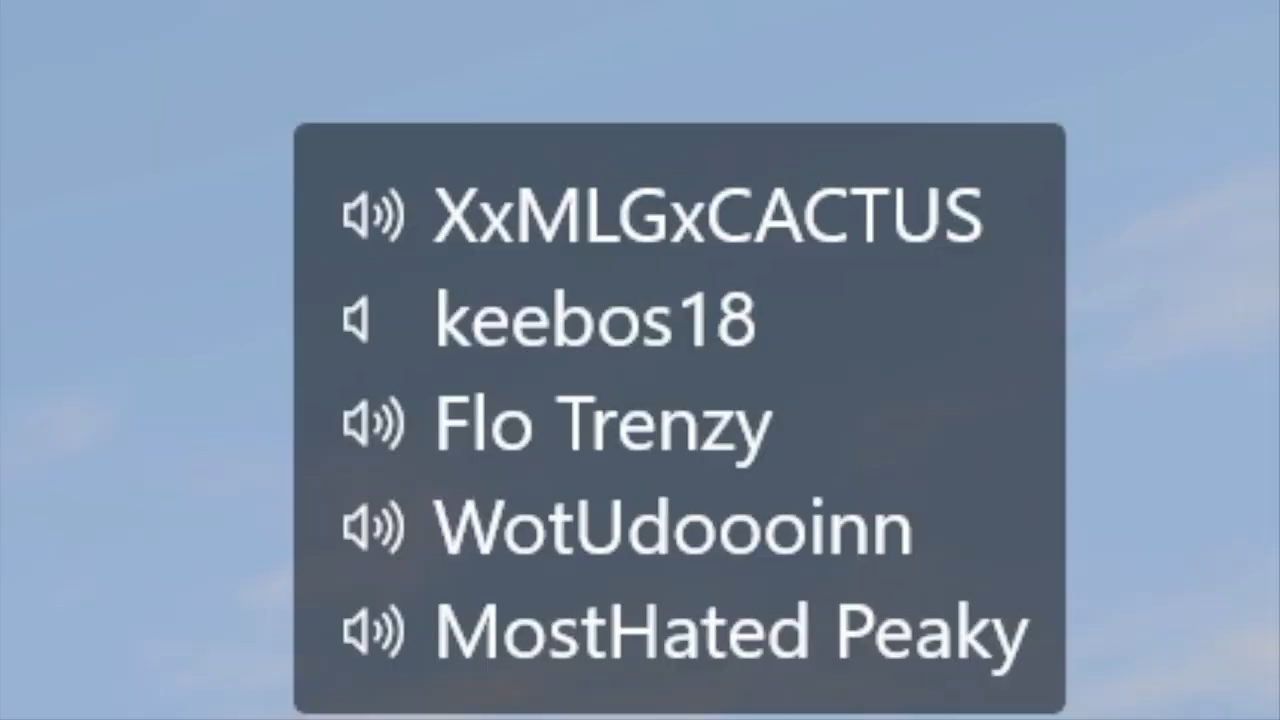 XxMLGxCACTUS
keebos18
Flo Trenzy
WotUdoooinn
MostHated Peaky